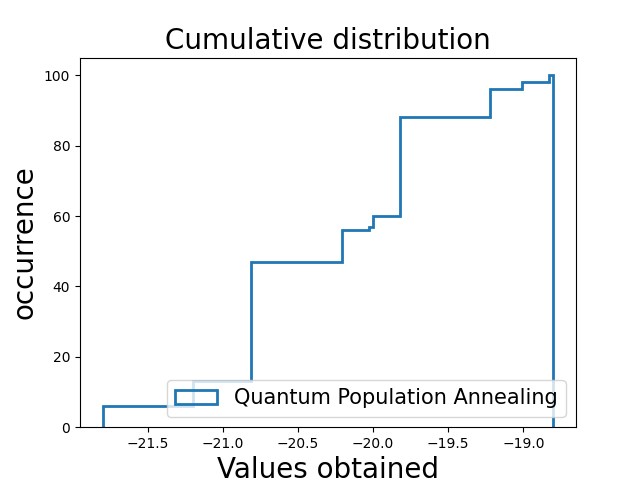 Cumulative distribution
occurrence
100
80
60
40
20
0
Quantum Population Annealing
−21.5 −21.0 −20.5 −20.0 −19.5 −19.0
Values obtained